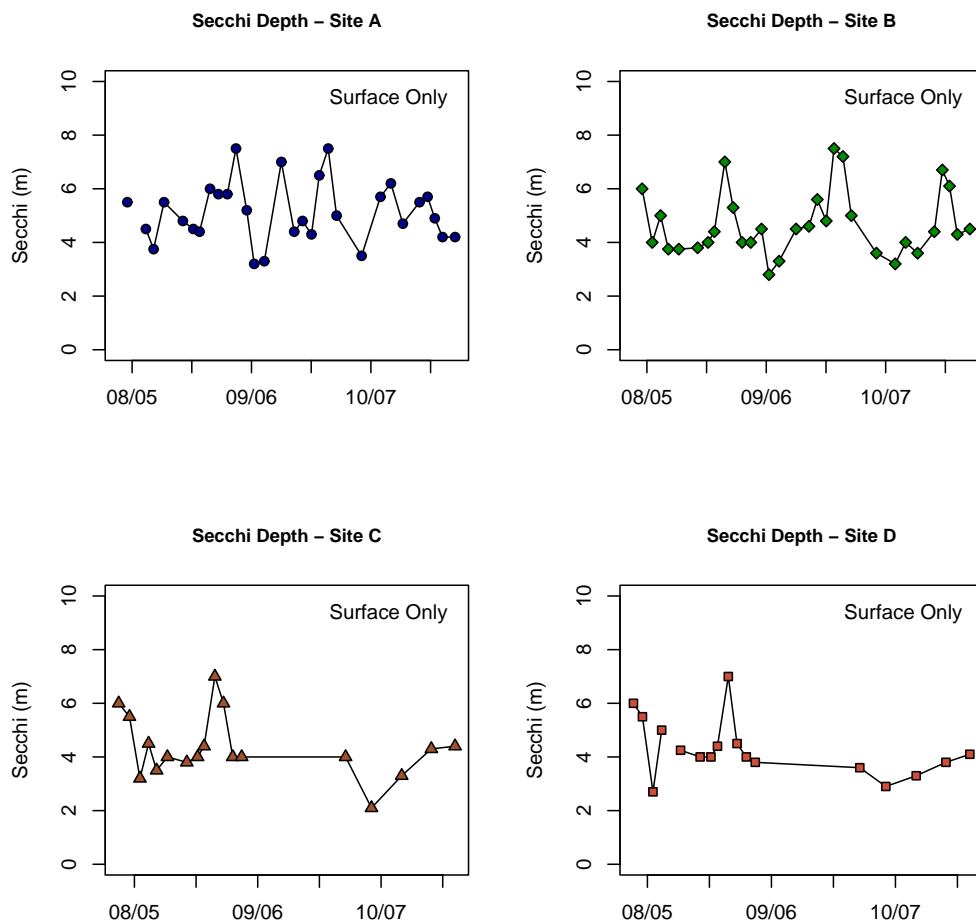 Secchi Depth − Site A
Surface Only
Secchi (m)
10
8
6
4
2
0
08/05 09/06 10/07
Secchi Depth − Site B
Surface Only
Secchi (m)
10
8
6
4
2
0
08/05 09/06 10/07
Secchi Depth − Site C
Surface Only
Secchi (m)
10
8
6
4
2
0
08/05 09/06 10/07
Secchi Depth − Site D
Surface Only
Secchi (m)
10
8
6
4
2
0
08/05 09/06 10/07